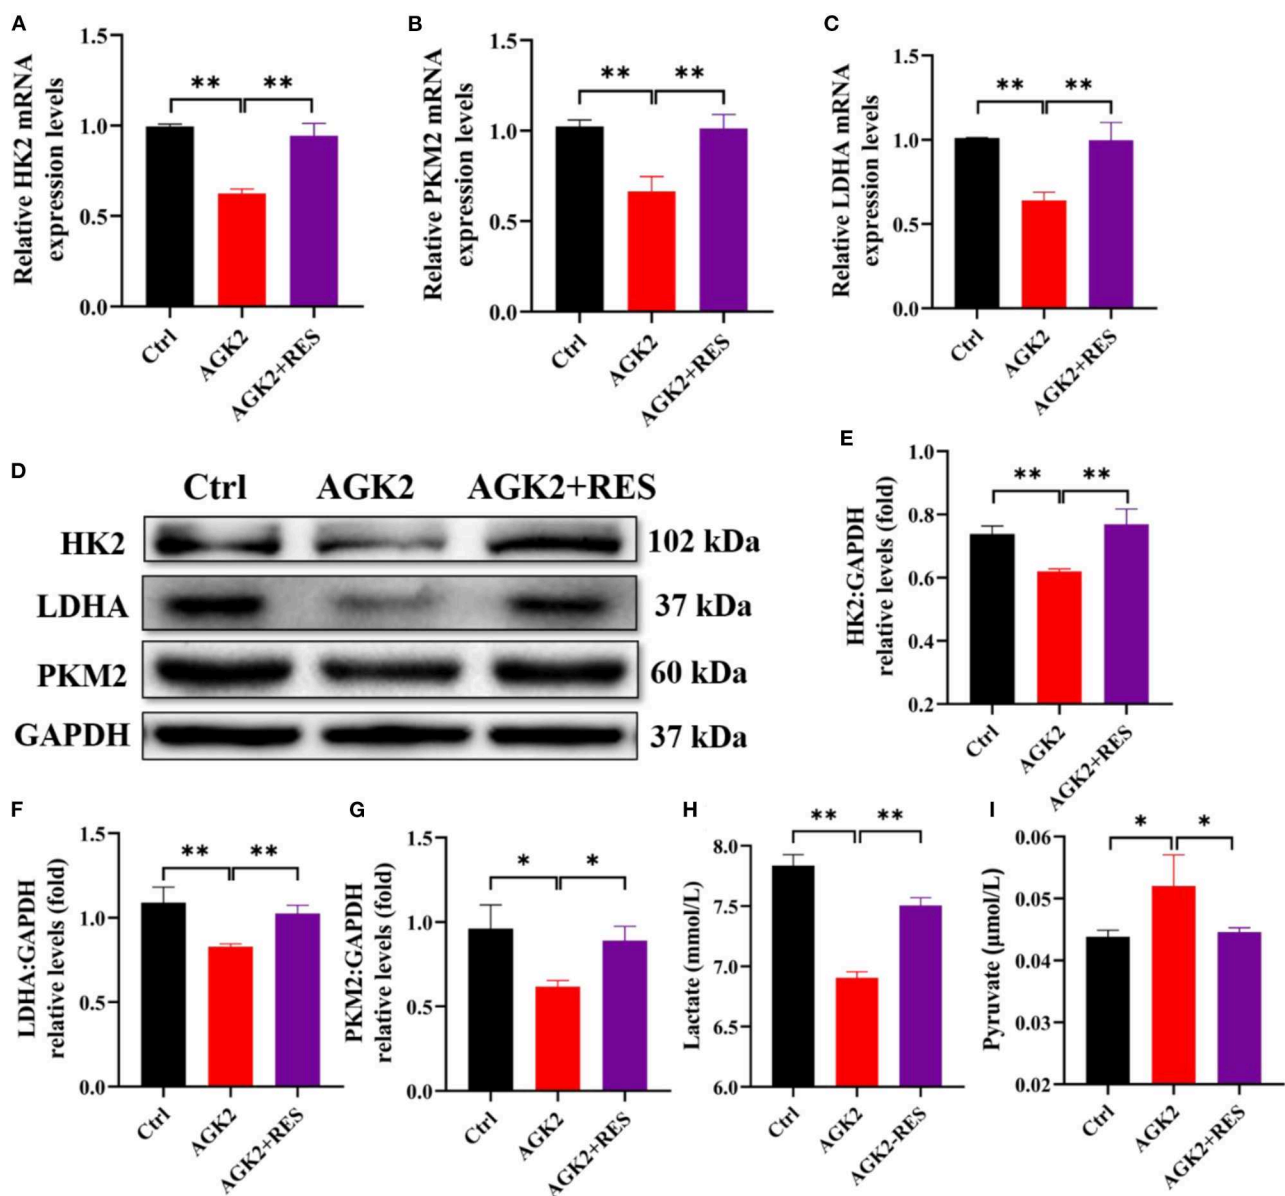 A
Relative HK2 mRNA
expression levels
1.5
1.0
0.5
0.0
** **
Ctrl
AGK2
AGK2+RES
B
Relative PKM2 mRNA
expression levels
1.5
1.0
0.5
0.0
** **
Ctrl
AGK2
AGK2+RES
C
Relative LDHA mRNA
expression levels
1.5
1.0
0.5
0.0
** **
Ctrl
AGK2
AGK2+RES
D
Ctrl AGK2 AGK2+RES
HK2 102 kDa
LDHA 37 kDa
PKM2 60 kDa
GAPDH 37 kDa
E
HK2:GAPDH
relative levels (fold)
1.0
0.8
0.6
0.4
0.2
** **
Ctrl
AGK2
AGK2+RES
F
LDHA:GAPDH
relative levels (fold)
1.5
1.0
0.5
0.0
** **
Ctrl
AGK2
AGK2+RES
G
PKM2:GAPDH
relative levels (fold)
1.5
1.0
0.5
0.0
* *
Ctrl
AGK2
AGK2+RES
H
Lactate (mmol/L)
8.0
7.5
7.0
6.5
6.0
** **
Ctrl
AGK2
AGK2-RES
I
Pyruvate (μmol/L)
0.06
0.05
0.04
0.03
0.02
* *
Ctrl
AGK2
AGK2+RES